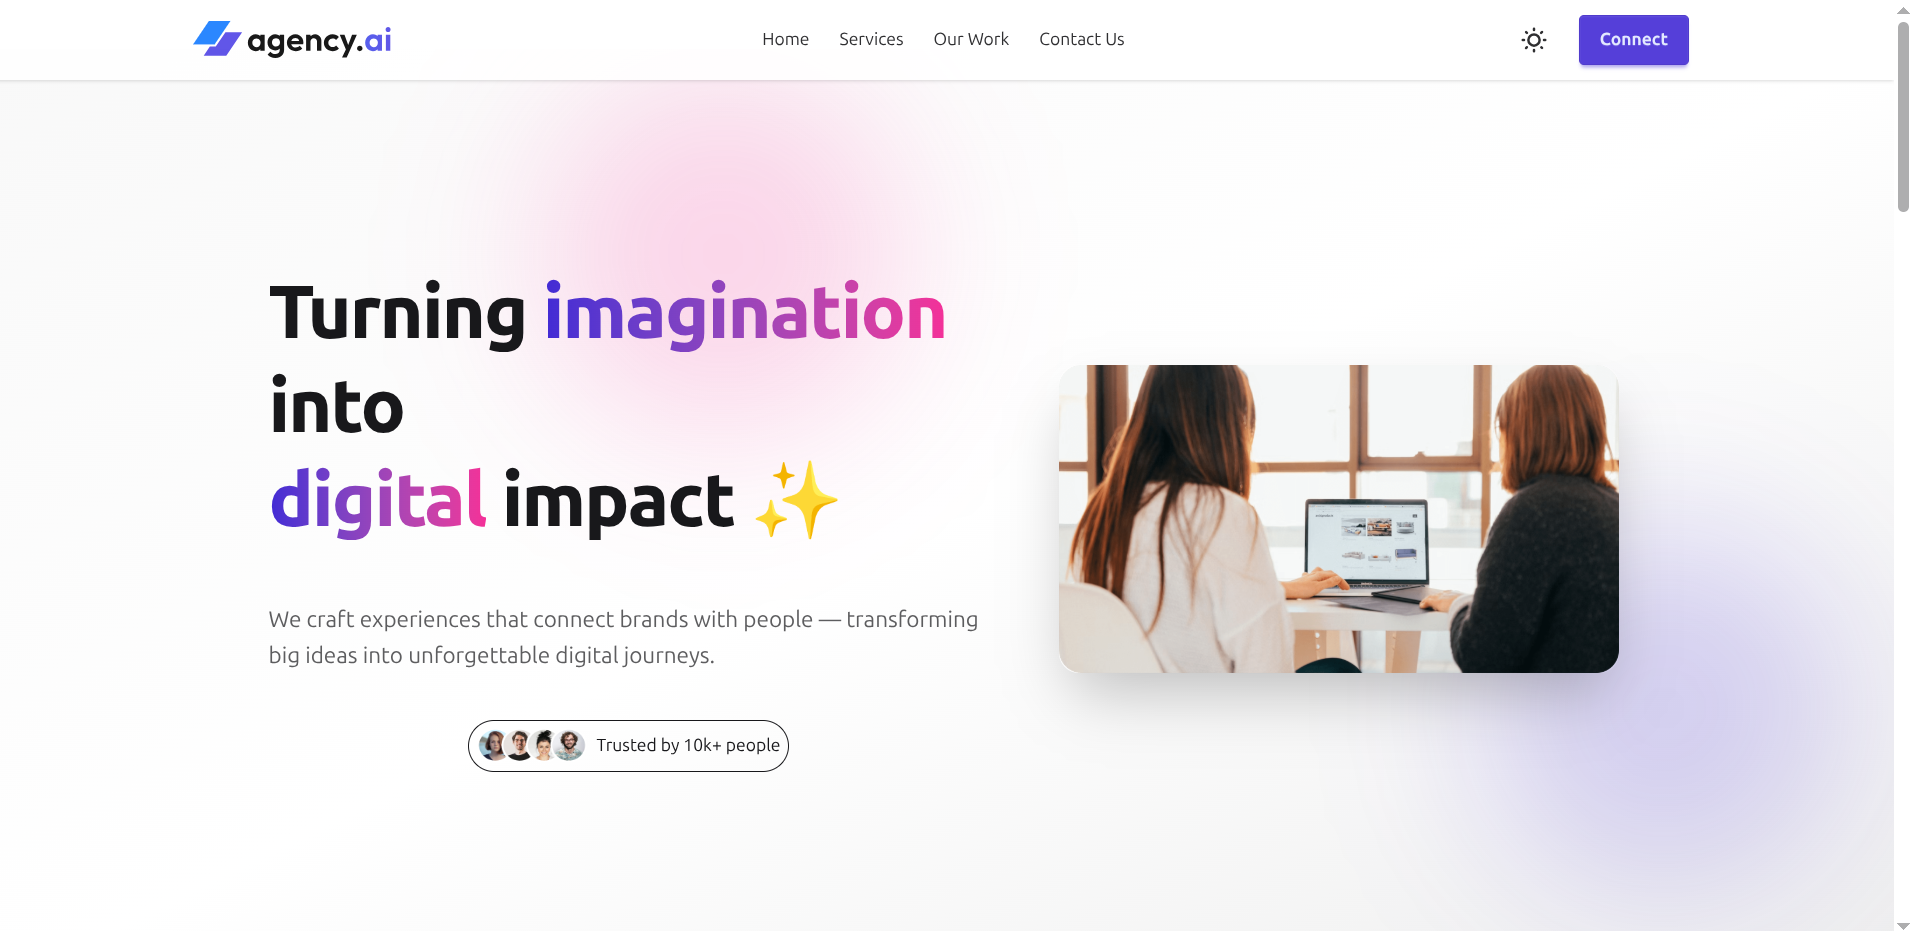 agency.ai
Home Services Our Work Contact Us
Connect
Turning imagination
into
digital impact ✨
We craft experiences that connect brands with people — transforming
big ideas into unforgettable digital journeys.
Trusted by 10k+ people